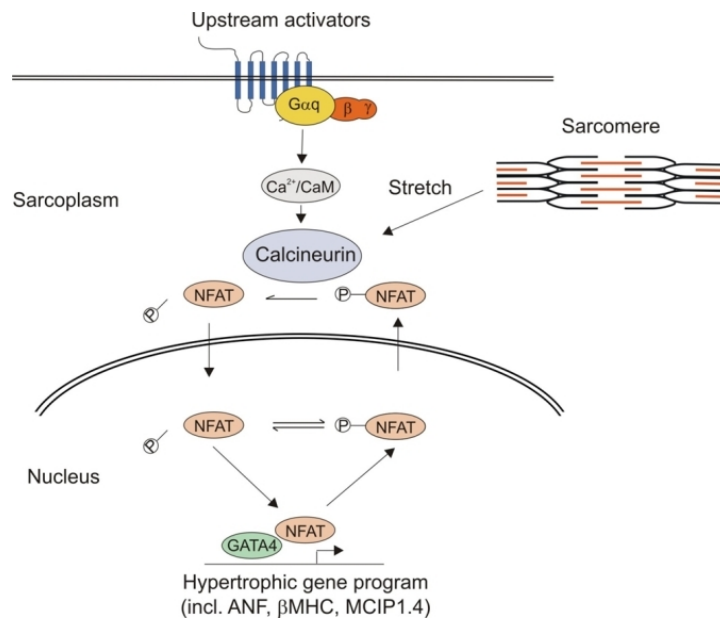 Upstream activators
Gαq
β
γ
Sarcomere
Ca²⁺/CaM
Stretch
Sarcoplasm
Calcineurin
NFAT
P
NFAT
P
NFAT
P
NFAT
P
Nucleus
NFAT
GATA4
Hypertrophic gene program
(incl. ANF, βMHC, MCIP1.4)